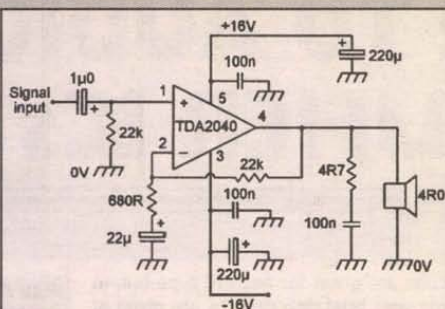 +16V
100n
220μ
1μ0
Signal
input
1
+
5
TDA2040
4
22k
2
−
3
0V
22k
680R
4R7
100n
4R0
22μ
100n
220μ
0V
-16V